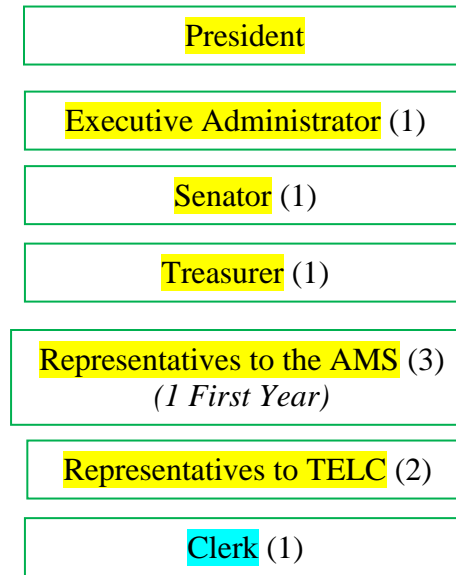 President
Executive Administrator (1)
Senator (1)
Treasurer (1)
Representatives to the AMS (3)
(1 First Year)
Representatives to TELC (2)
Clerk (1)